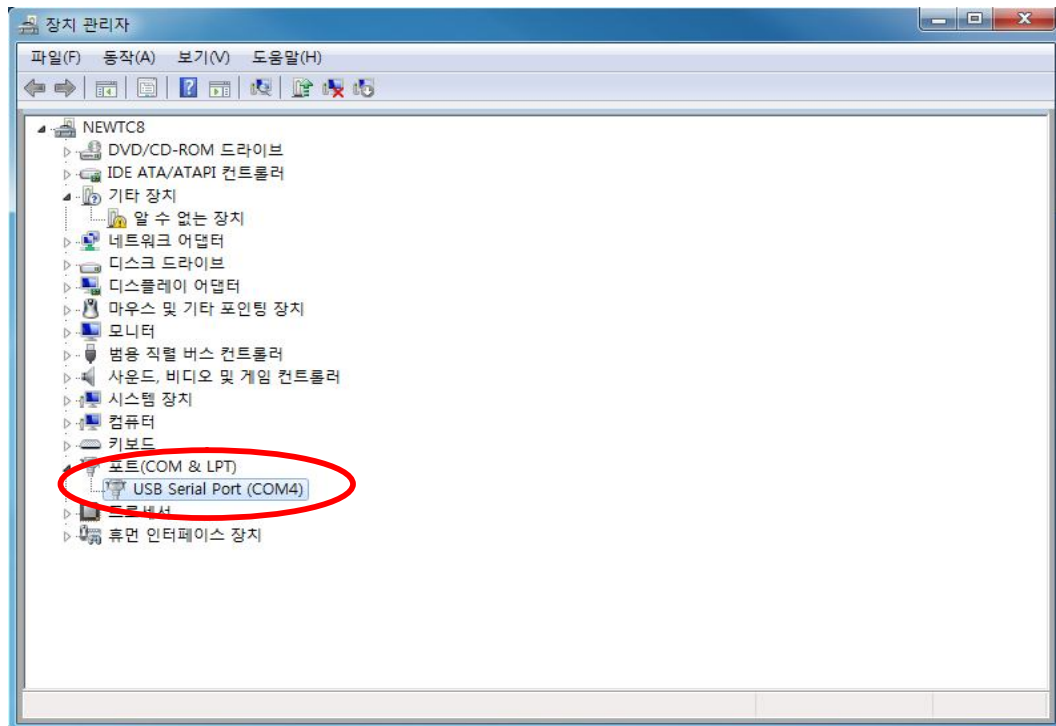 장치 관리자
파일(F) 동작(A) 보기(V) 도움말(H)
NEWTC8
DVD/CD-ROM 드라이브
IDE ATA/ATAPI 컨트롤러
기타 장치
알 수 없는 장치
네트워크 어댑터
디스크 드라이브
디스플레이 어댑터
마우스 및 기타 포인팅 장치
모니터
범용 직렬 버스 컨트롤러
사운드, 비디오 및 게임 컨트롤러
시스템 장치
컴퓨터
키보드
포트(COM & LPT)
USB Serial Port (COM4)
프로세서
휴먼 인터페이스 장치